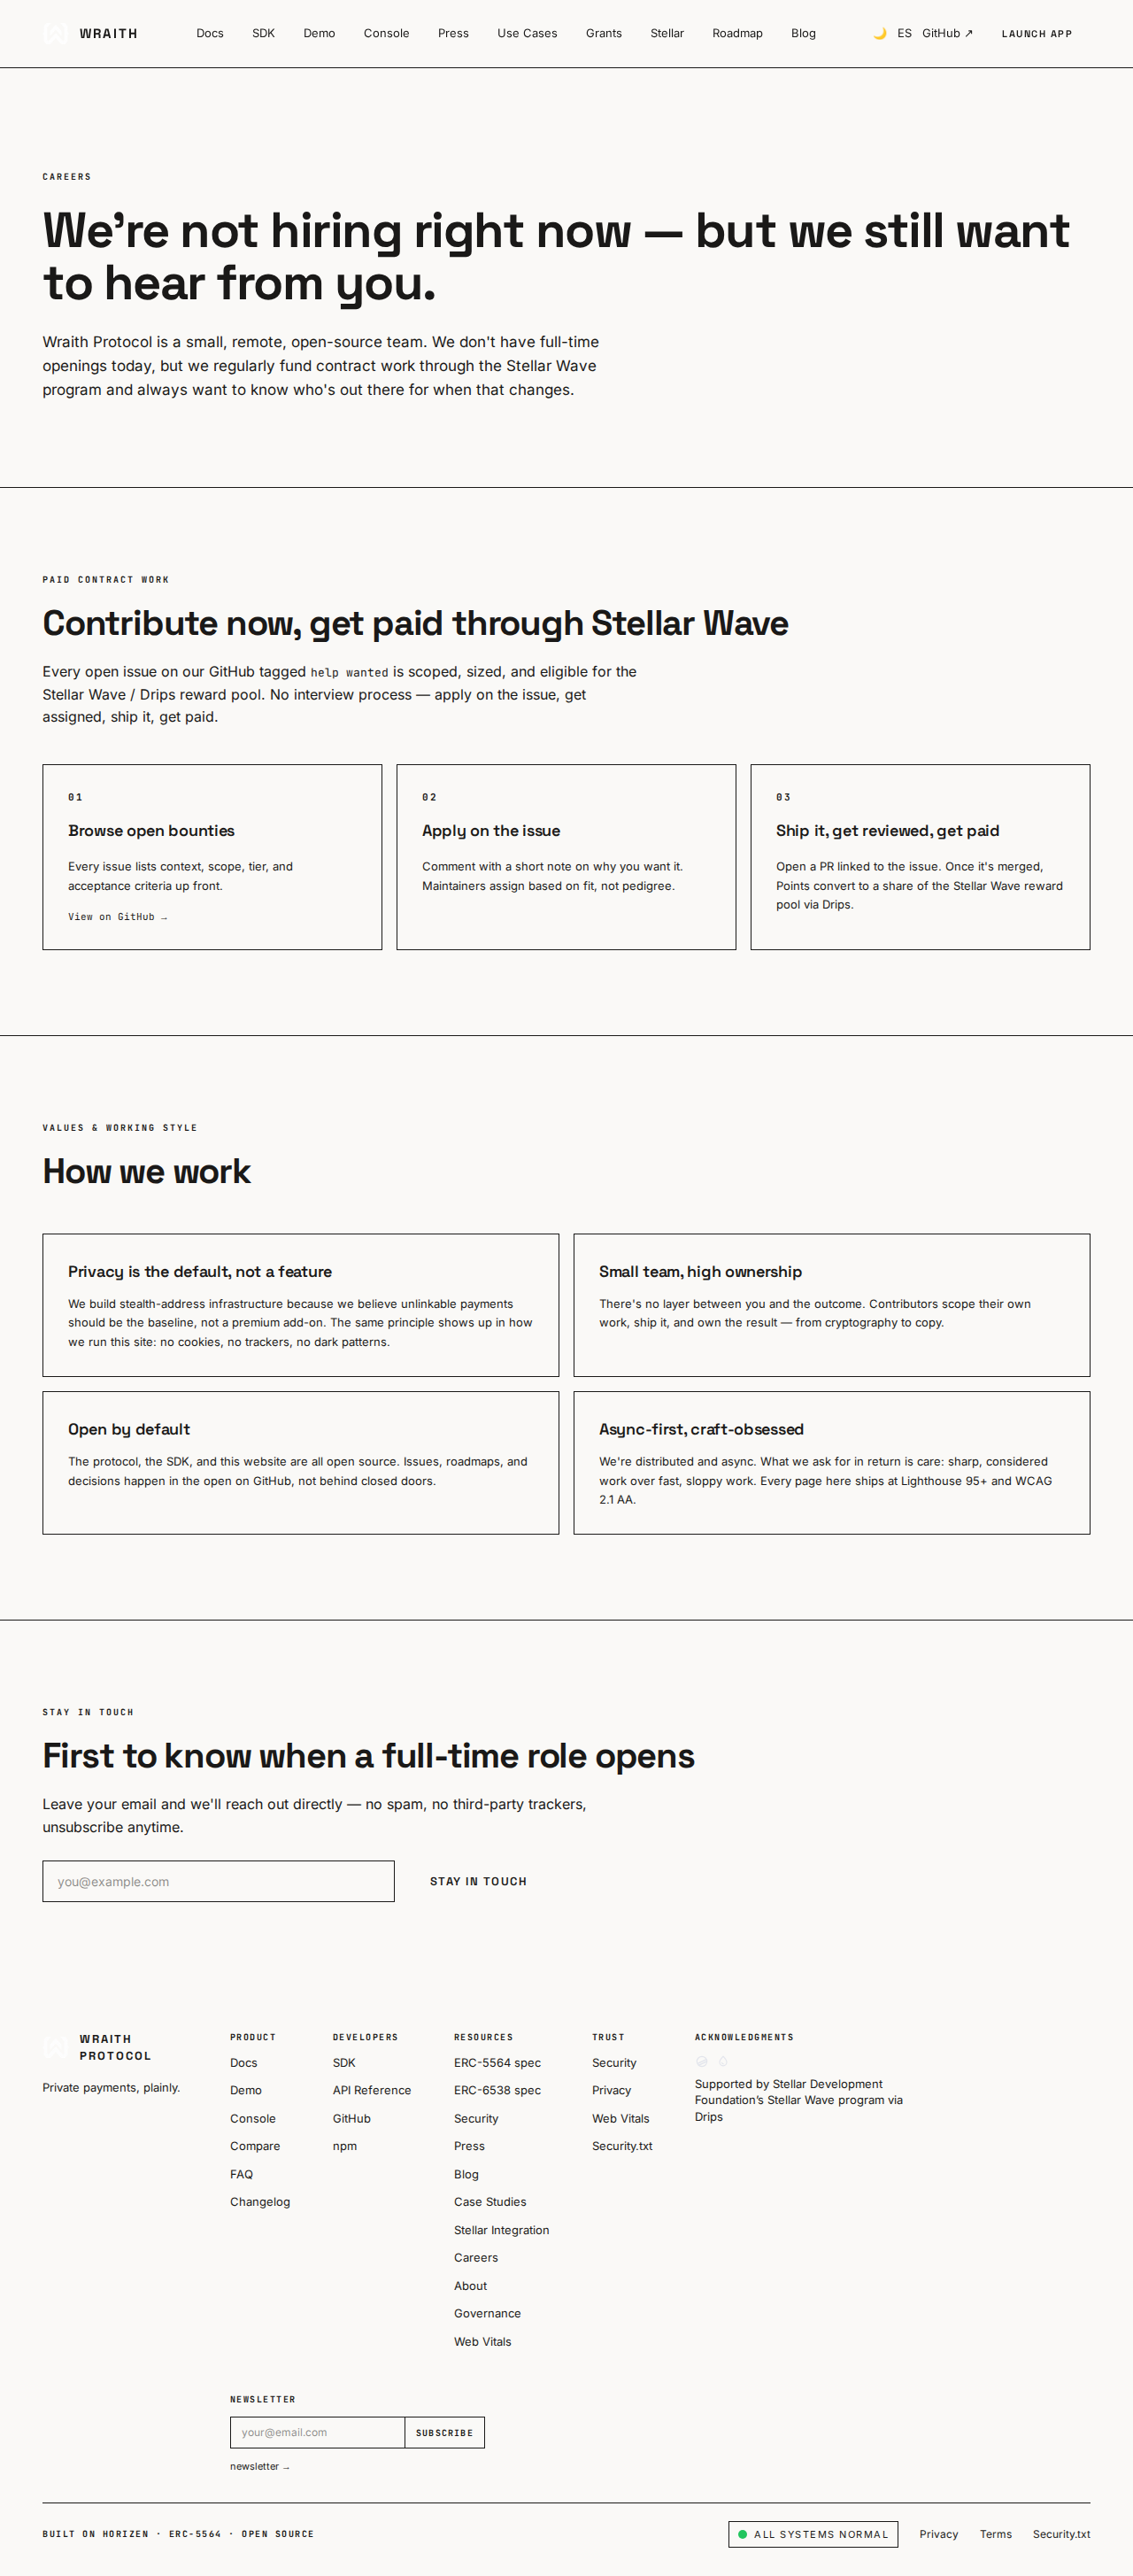 WRAITH
Docs
SDK
Demo
Console
Press
Use Cases
Grants
Stellar
Roadmap
Blog
ES
GitHub ↗
LAUNCH APP
CAREERS
We’re not hiring right now — but we still want
to hear from you.
Wraith Protocol is a small, remote, open-source team. We don't have full-time
openings today, but we regularly fund contract work through the Stellar Wave
program and always want to know who's out there for when that changes.
PAID CONTRACT WORK
Contribute now, get paid through Stellar Wave
Every open issue on our GitHub tagged help wanted is scoped, sized, and eligible for the
Stellar Wave / Drips reward pool. No interview process — apply on the issue, get
assigned, ship it, get paid.
01
Browse open bounties
Every issue lists context, scope, tier, and
acceptance criteria up front.
View on GitHub →
02
Apply on the issue
Comment with a short note on why you want it.
Maintainers assign based on fit, not pedigree.
03
Ship it, get reviewed, get paid
Open a PR linked to the issue. Once it's merged,
Points convert to a share of the Stellar Wave reward
pool via Drips.
VALUES & WORKING STYLE
How we work
Privacy is the default, not a feature
We build stealth-address infrastructure because we believe unlinkable payments
should be the baseline, not a premium add-on. The same principle shows up in how
we run this site: no cookies, no trackers, no dark patterns.
Small team, high ownership
There's no layer between you and the outcome. Contributors scope their own
work, ship it, and own the result — from cryptography to copy.
Open by default
The protocol, the SDK, and this website are all open source. Issues, roadmaps, and
decisions happen in the open on GitHub, not behind closed doors.
Async-first, craft-obsessed
We're distributed and async. What we ask for in return is care: sharp, considered
work over fast, sloppy work. Every page here ships at Lighthouse 95+ and WCAG
2.1 AA.
STAY IN TOUCH
First to know when a full-time role opens
Leave your email and we'll reach out directly — no spam, no third-party trackers,
unsubscribe anytime.
you@example.com
STAY IN TOUCH
WRAITH
PROTOCOL
Private payments, plainly.
PRODUCT
Docs
Demo
Console
Compare
FAQ
Changelog
DEVELOPERS
SDK
API Reference
GitHub
npm
RESOURCES
ERC-5564 spec
ERC-6538 spec
Security
Press
Blog
Case Studies
Stellar Integration
Careers
About
Governance
Web Vitals
TRUST
Security
Privacy
Web Vitals
Security.txt
ACKNOWLEDGMENTS
Supported by Stellar Development
Foundation’s Stellar Wave program via
Drips
NEWSLETTER
your@email.com
SUBSCRIBE
newsletter →
BUILT ON HORIZEN · ERC-5564 · OPEN SOURCE
ALL SYSTEMS NORMAL
Privacy
Terms
Security.txt